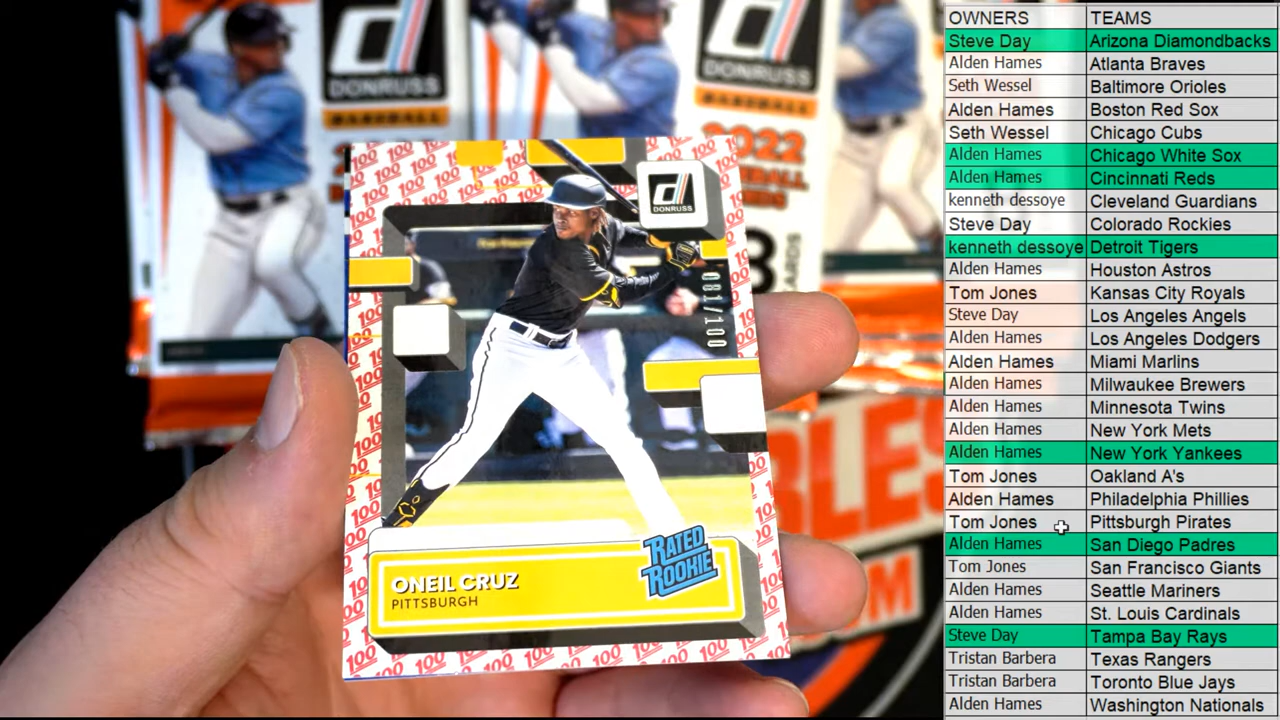 DONRUSS
BASEBALL
DONRUSS
BASEBALL
2022
DONRUSS
081/100
RATED
ROOKIE
ONEIL CRUZ
PITTSBURGH
OWNERS TEAMS
Steve Day Arizona Diamondbacks
Alden Hames Atlanta Braves
Seth Wessel Baltimore Orioles
Alden Hames Boston Red Sox
Seth Wessel Chicago Cubs
Alden Hames Chicago White Sox
Alden Hames Cincinnati Reds
kenneth dessoye Cleveland Guardians
Steve Day Colorado Rockies
kenneth dessoye Detroit Tigers
Alden Hames Houston Astros
Tom Jones Kansas City Royals
Steve Day Los Angeles Angels
Alden Hames Los Angeles Dodgers
Alden Hames Miami Marlins
Alden Hames Milwaukee Brewers
Alden Hames Minnesota Twins
Alden Hames New York Mets
Alden Hames New York Yankees
Tom Jones Oakland A's
Alden Hames Philadelphia Phillies
Tom Jones Pittsburgh Pirates
Alden Hames San Diego Padres
Tom Jones San Francisco Giants
Alden Hames Seattle Mariners
Alden Hames St. Louis Cardinals
Steve Day Tampa Bay Rays
Tristan Barbera Texas Rangers
Tristan Barbera Toronto Blue Jays
Alden Hames Washington Nationals